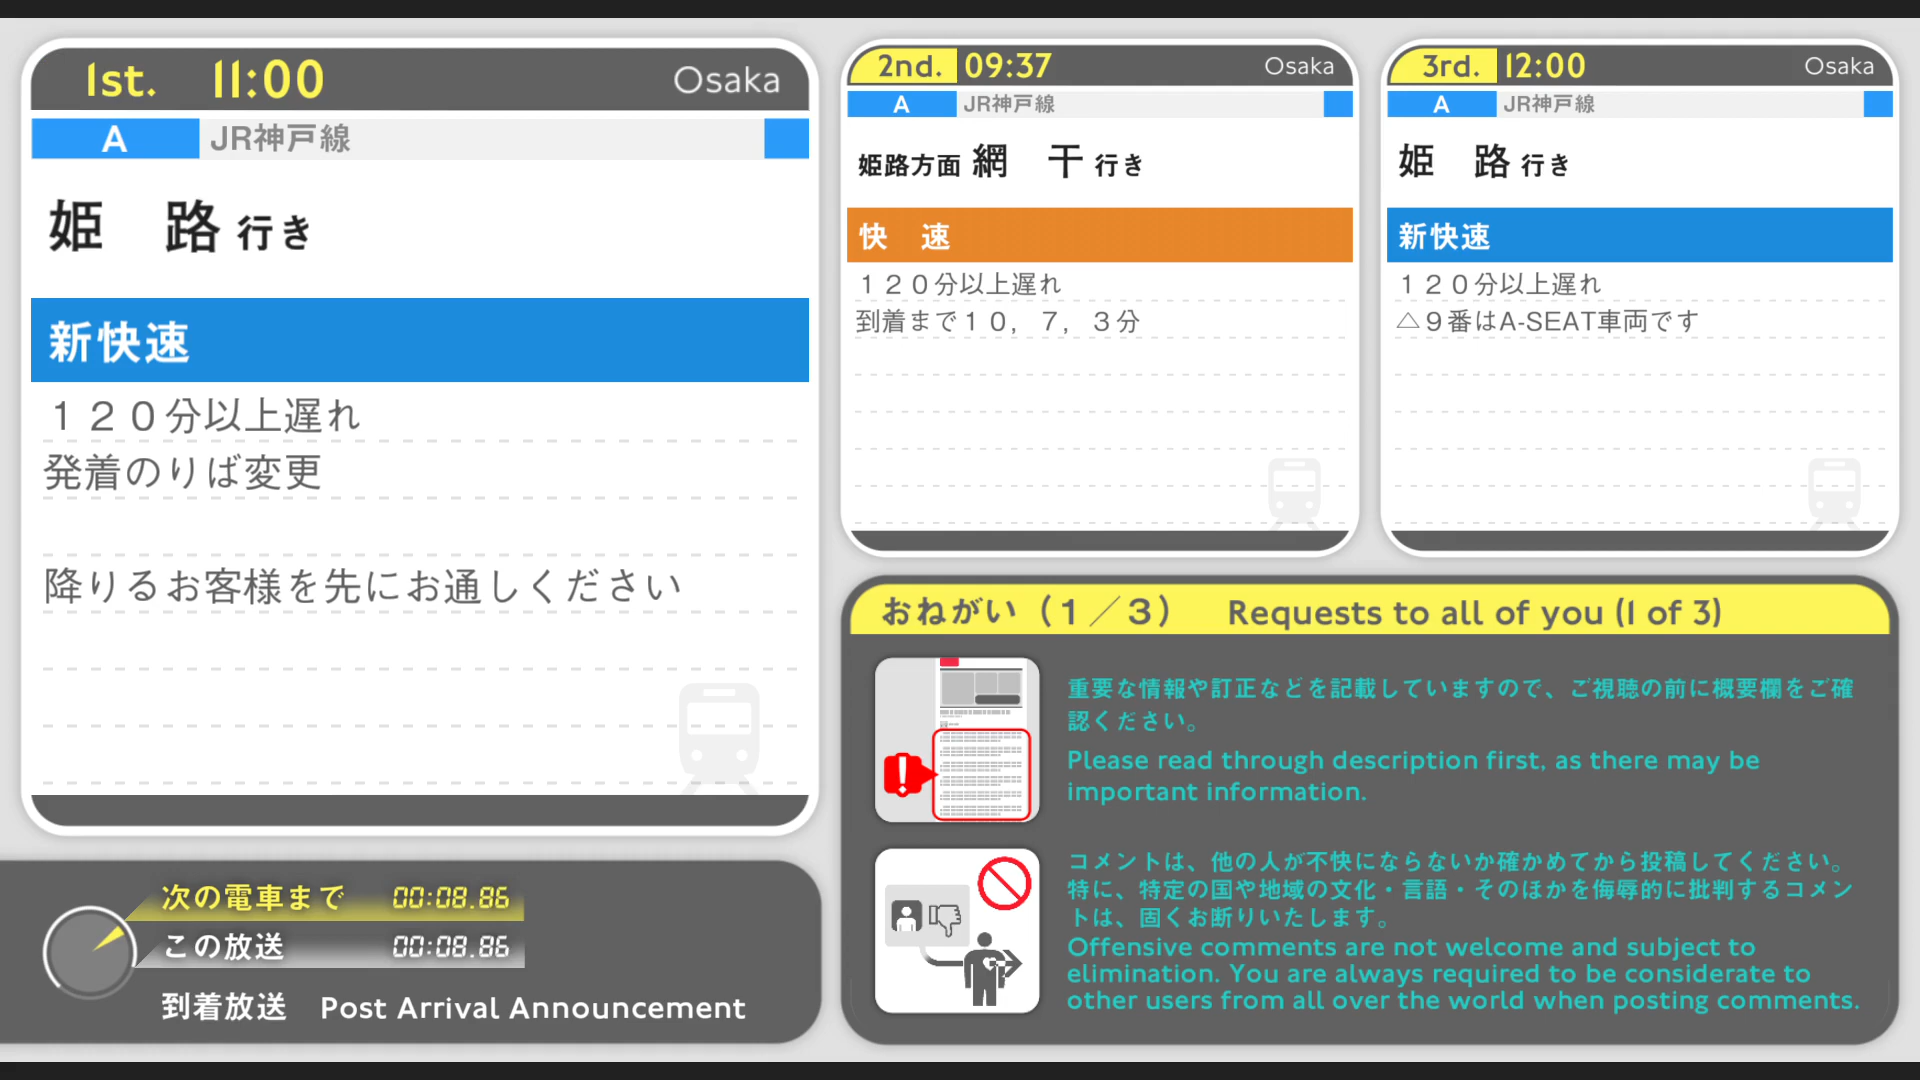 1st. 11:00 Osaka
A JR神戸線
姫　路 行き
新快速
１２０分以上遅れ
発着のりば変更
降りるお客様を先にお通しください
次の電車まで 00:08.86
この放送 00:08.86
到着放送 Post Arrival Announcement
2nd. 09:37 Osaka
A JR神戸線
姫路方面 網　干 行き
快　速
１２０分以上遅れ
到着まで１０，７，３分
3rd. 12:00 Osaka
A JR神戸線
姫　路 行き
新快速
１２０分以上遅れ
△９番はA-SEAT車両です
おねがい（１／３） Requests to all of you (1 of 3)
重要な情報や訂正などを記載していますので、ご視聴の前に概要欄をご確
認ください。
Please read through description first, as there may be
important information.
コメントは、他の人が不快にならないか確かめてから投稿してください。
特に、特定の国や地域の文化・言語・そのほかを侮辱的に批判するコメン
トは、固くお断りいたします。
Offensive comments are not welcome and subject to
elimination. You are always required to be considerate to
other users from all over the world when posting comments.